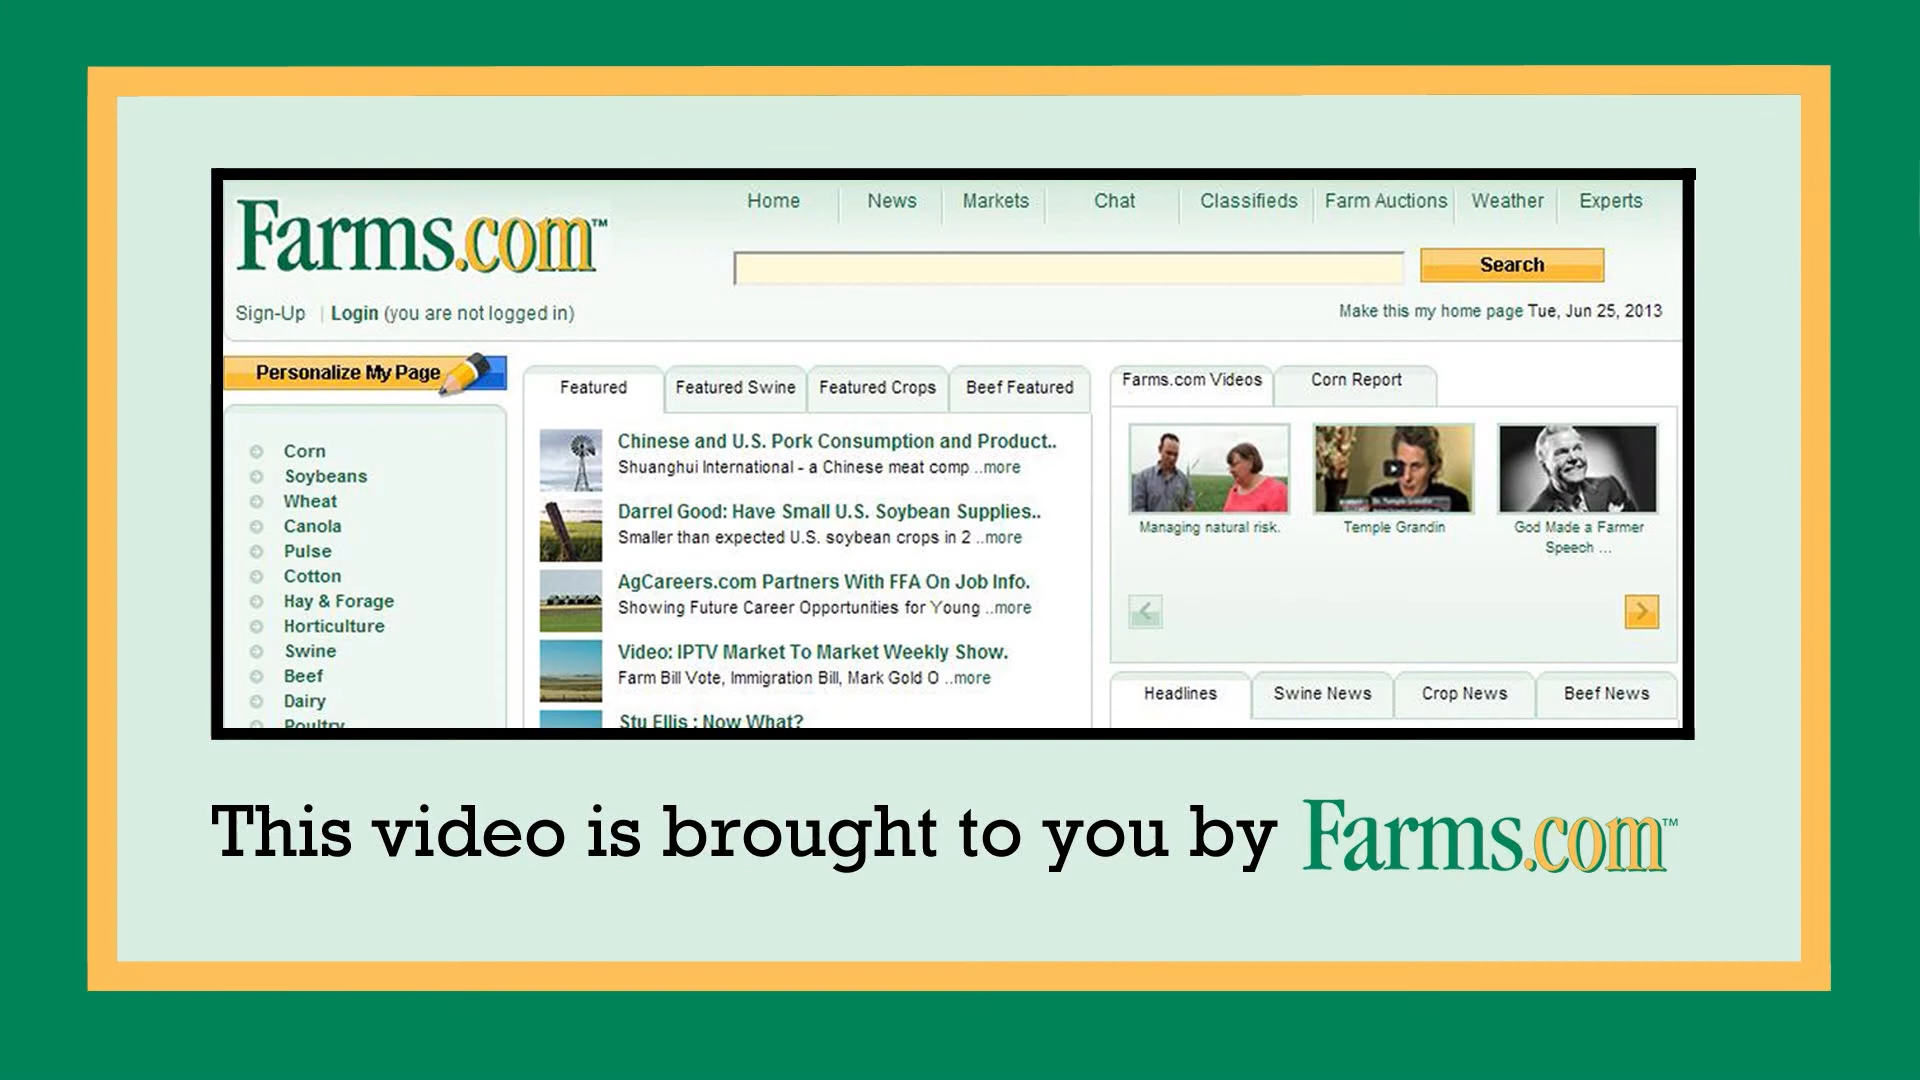 Farms.com™
Home News Markets Chat Classifieds Farm Auctions Weather Experts
Search
Sign-Up | Login (you are not logged in)
Make this my home page Tue, Jun 25, 2013
Personalize My Page
Corn
Soybeans
Wheat
Canola
Pulse
Cotton
Hay & Forage
Horticulture
Swine
Beef
Dairy
Poultry
Featured Featured Swine Featured Crops Beef Featured
Chinese and U.S. Pork Consumption and Product..
Shuanghui International - a Chinese meat comp ..more
Darrel Good: Have Small U.S. Soybean Supplies..
Smaller than expected U.S. soybean crops in 2 ..more
AgCareers.com Partners With FFA On Job Info.
Showing Future Career Opportunities for Young ..more
Video: IPTV Market To Market Weekly Show.
Farm Bill Vote, Immigration Bill, Mark Gold O ..more
Stu Ellis : Now What?
Farms.com Videos Corn Report
Managing natural risk.
Temple Grandin
God Made a Farmer
Speech ...
Headlines Swine News Crop News Beef News
This video is brought to you by Farms.com™